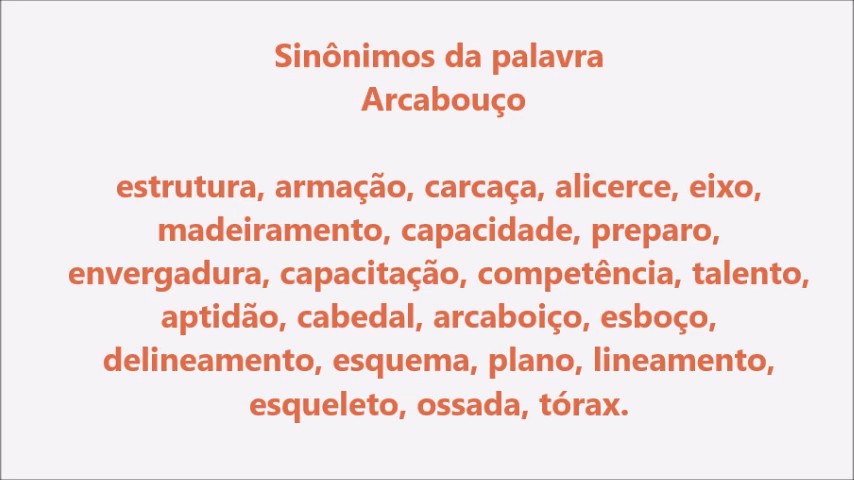 Sinônimos da palavra
Arcabouço
estrutura, armação, carcaça, alicerce, eixo,
madeiramento, capacidade, preparo,
envergadura, capacitação, competência, talento,
aptidão, cabedal, arcaboiço, esboço,
delineamento, esquema, plano, lineamento,
esqueleto, ossada, tórax.